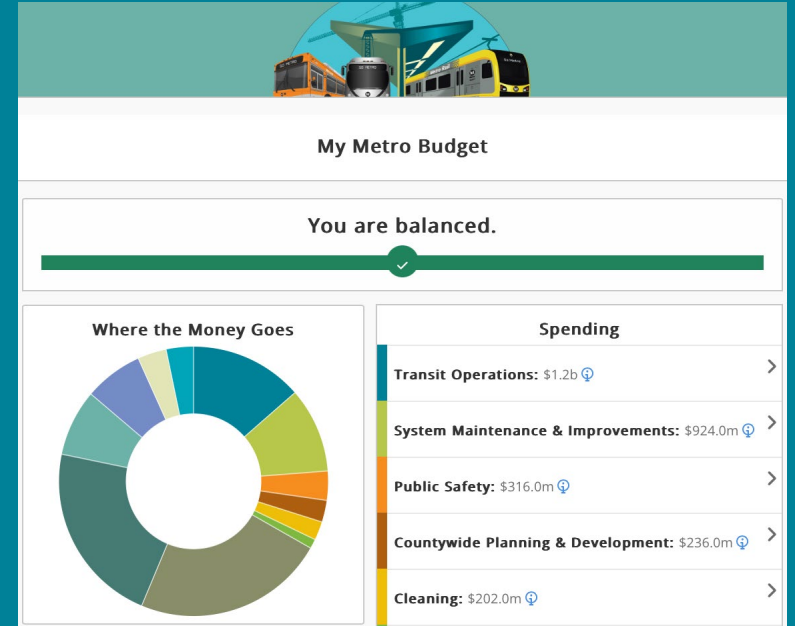 My Metro Budget
You are balanced.
Where the Money Goes
Spending
Transit Operations: $1.2b
System Maintenance & Improvements: $924.0m
Public Safety: $316.0m
Countywide Planning & Development: $236.0m
Cleaning: $202.0m